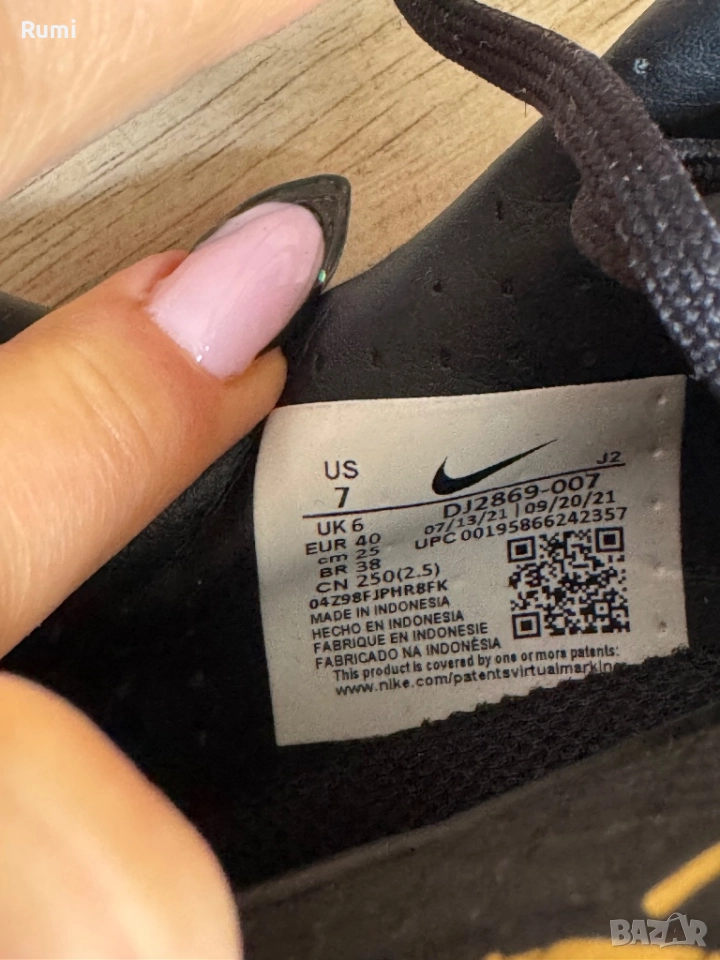 Rumi
US
7
J2
DJ2869-007
07/13/21 | 09/20/21
UPC 00195866242357
UK 6
EUR 40
cm 25
BR 38
CN 250(2.5)
04Z98FJPHR8FK
MADE IN INDONESIA
HECHO EN INDONESIA
FABRIQUE EN INDONESIE
FABRICADO NA INDONÈSIA
This product is covered by one or more patents:
www.nike.com/patentsvirtualmarking
BAZAR